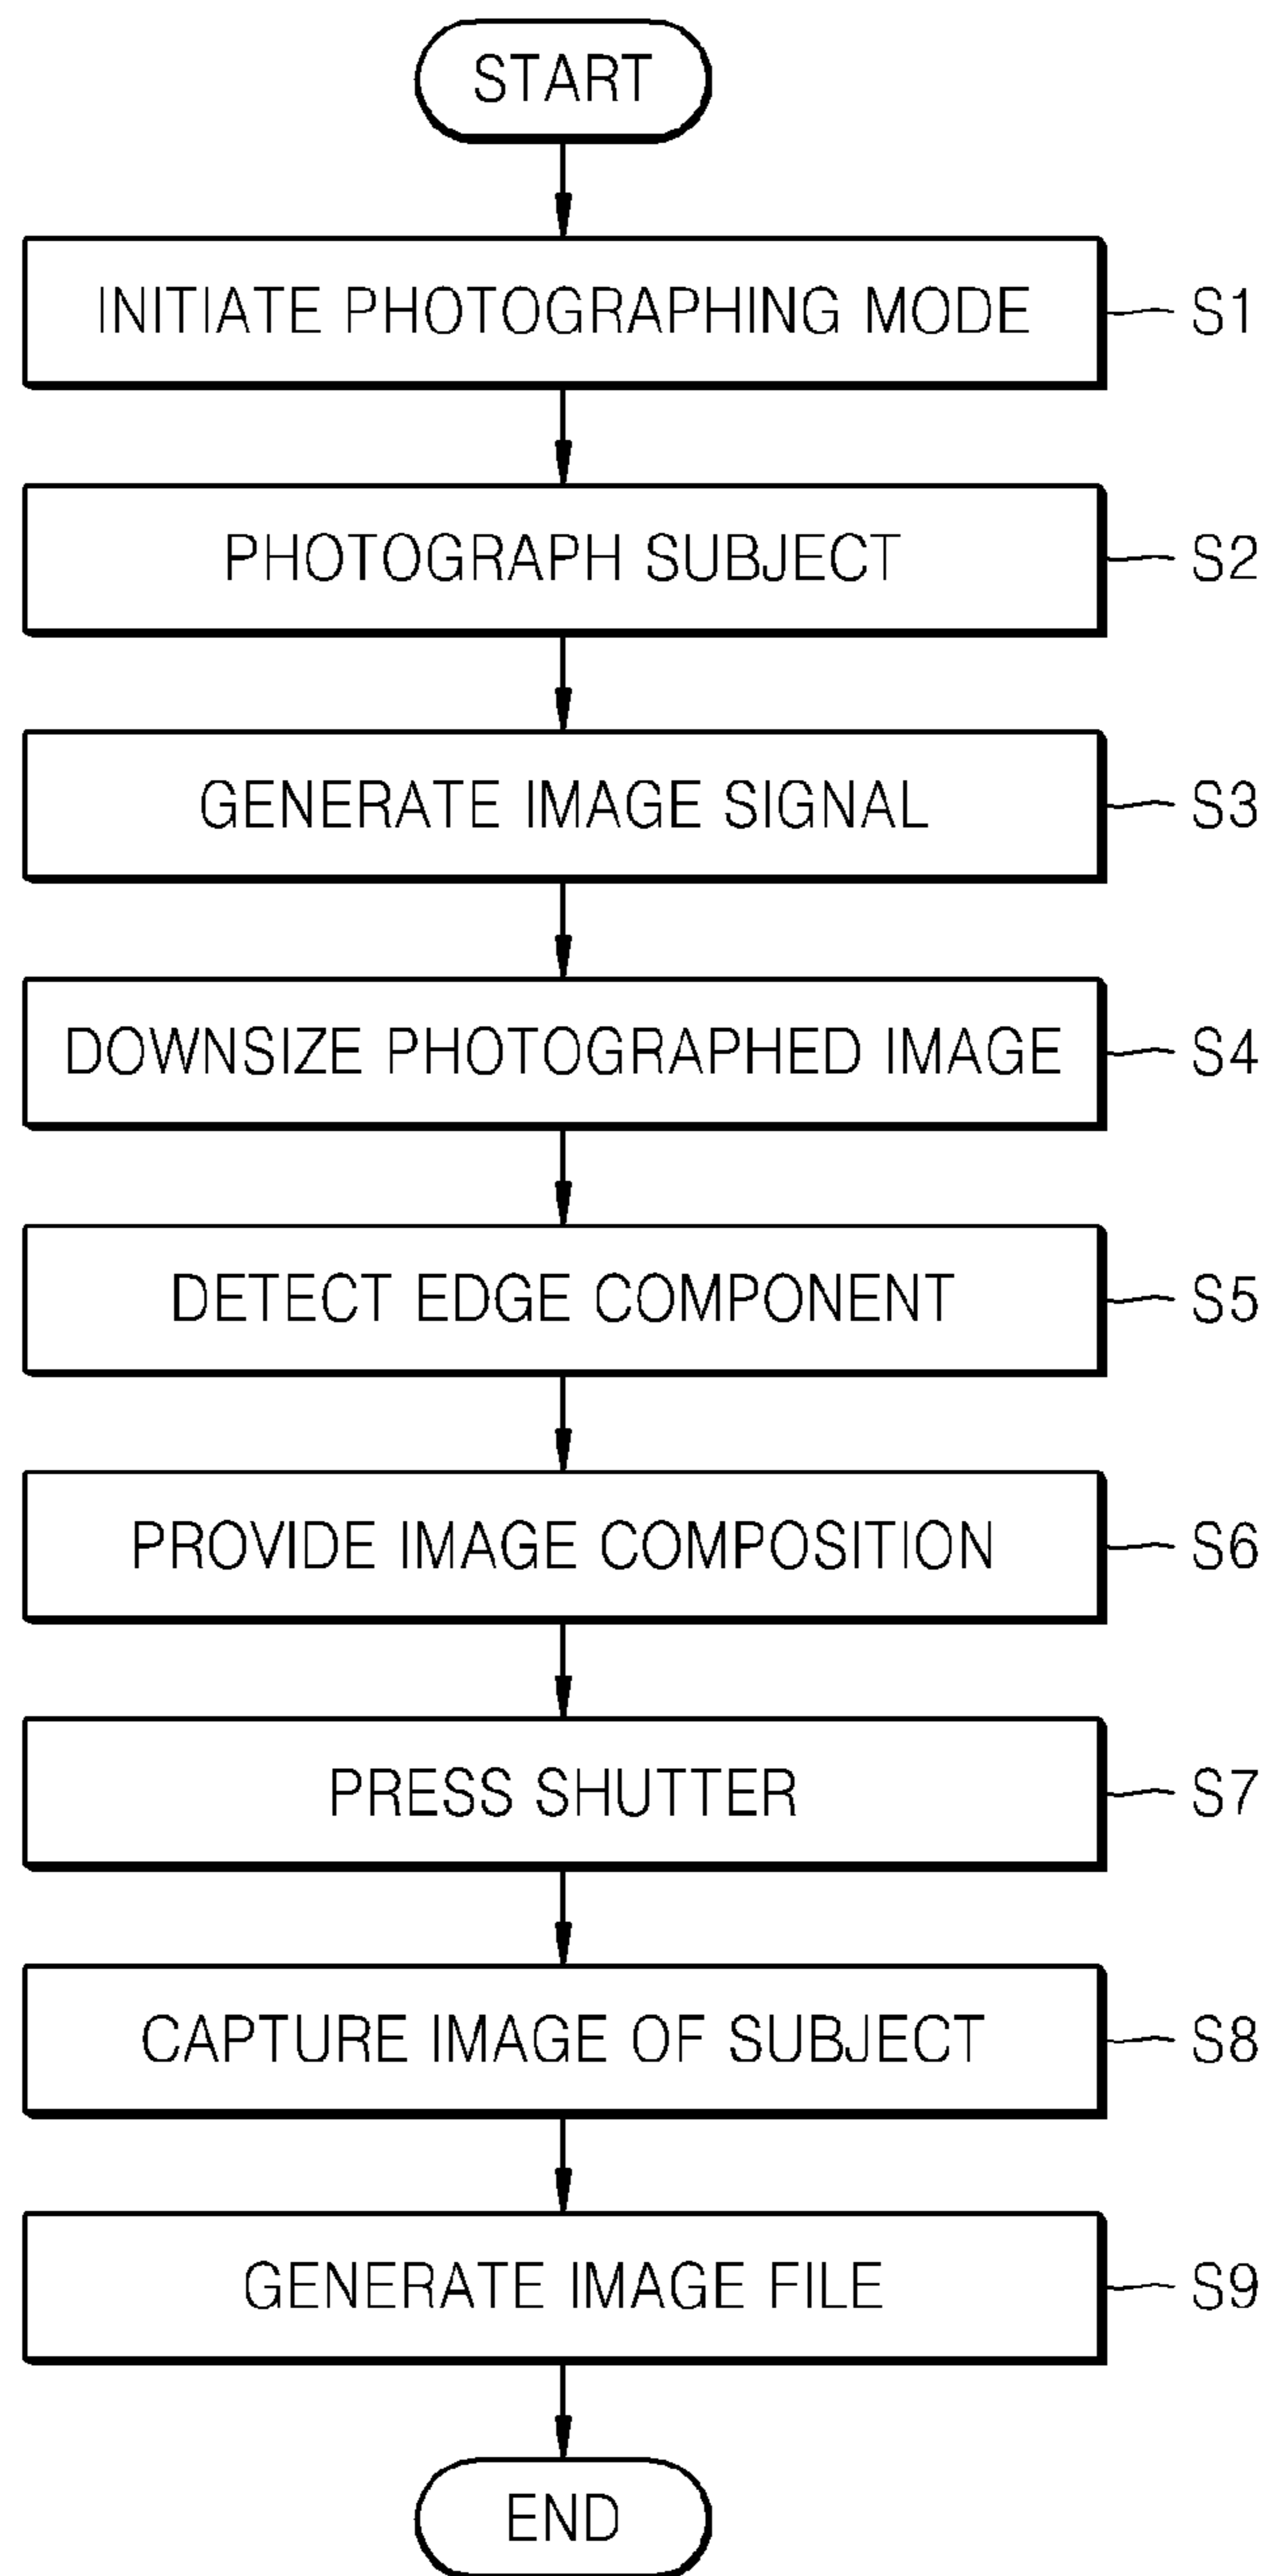 START
INITIATE PHOTOGRAPHING MODE S1
PHOTOGRAPH SUBJECT S2
GENERATE IMAGE SIGNAL S3
DOWNSIZE PHOTOGRAPHED IMAGE S4
DETECT EDGE COMPONENT S5
PROVIDE IMAGE COMPOSITION S6
PRESS SHUTTER S7
CAPTURE IMAGE OF SUBJECT S8
GENERATE IMAGE FILE S9
END